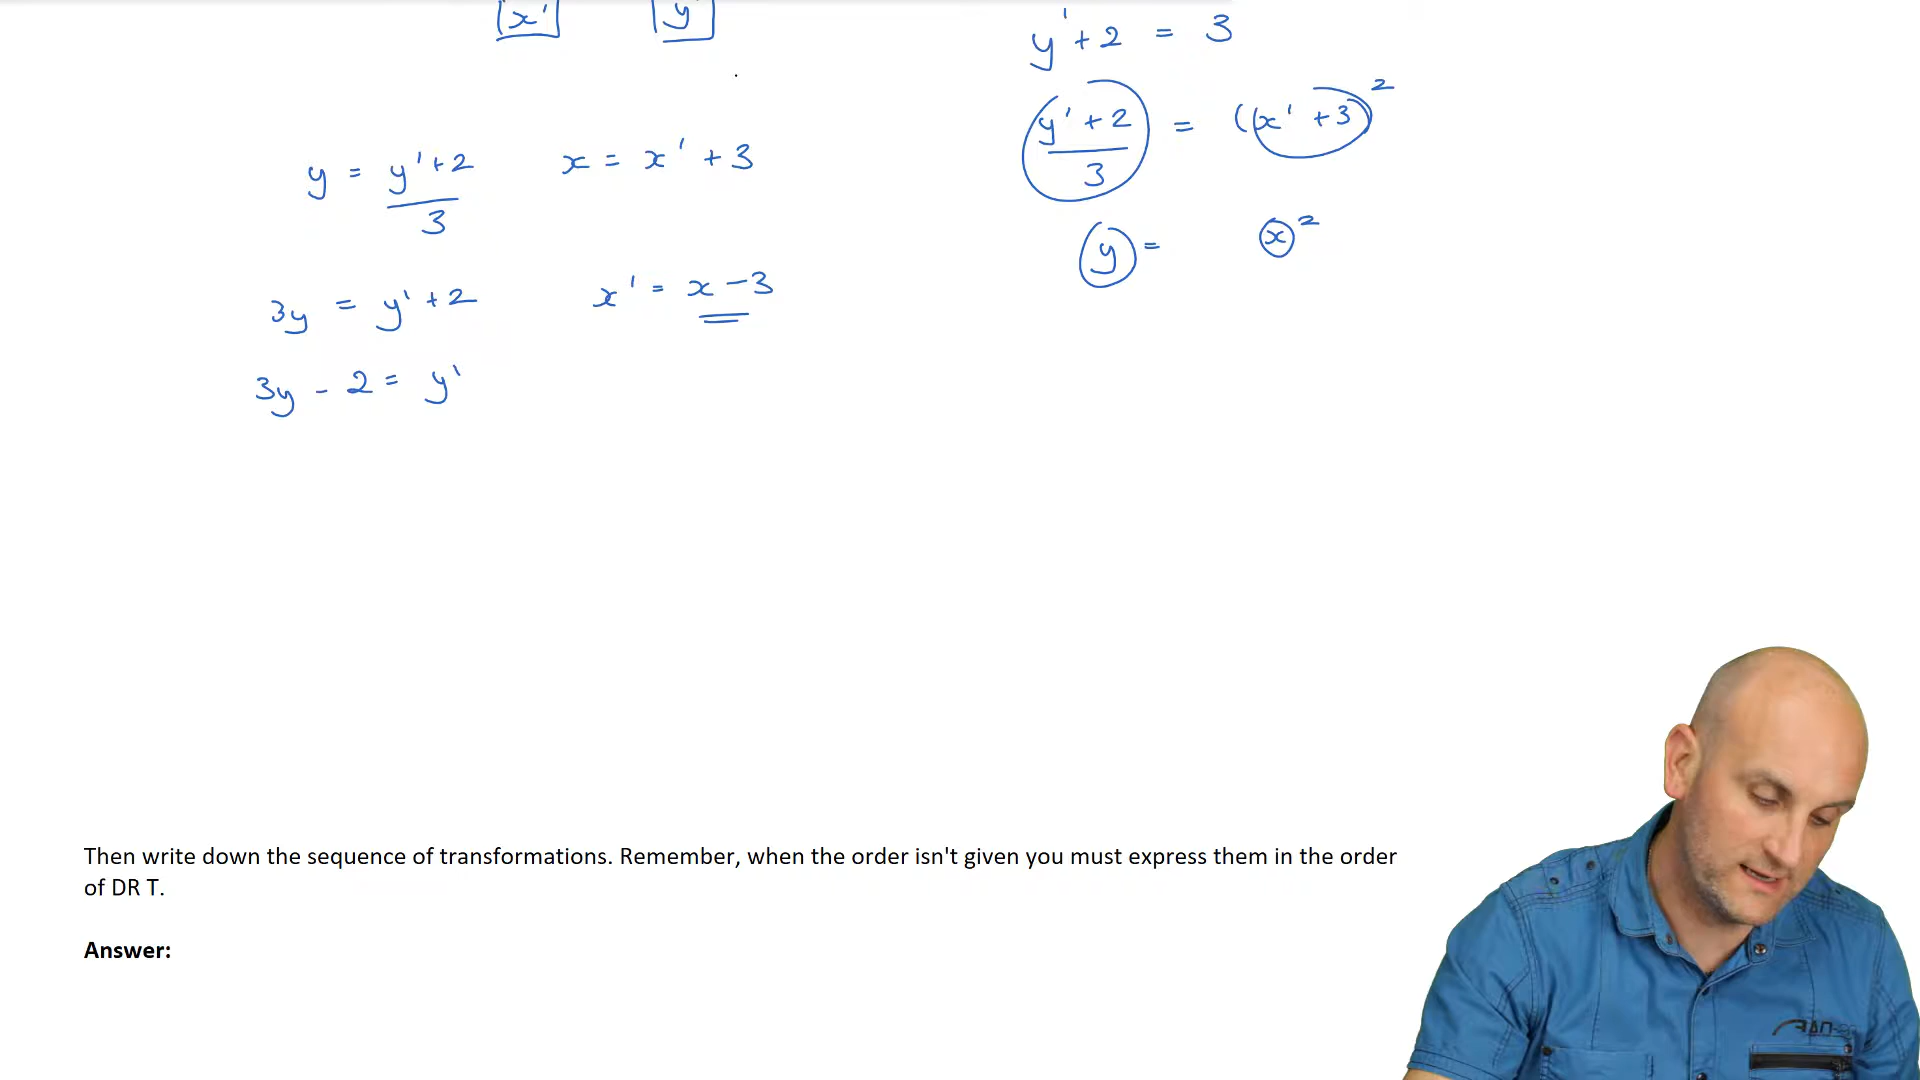 x' y'
y = y'+2 / 3 x = x' + 3
3y = y' + 2 x' = x - 3
3y - 2 = y'
y' + 2 = 3
y' + 2 / 3 = (x' + 3)²
y = x²
Then write down the sequence of transformations. Remember, when the order isn't given you must express them in the order
of DR T.
Answer: